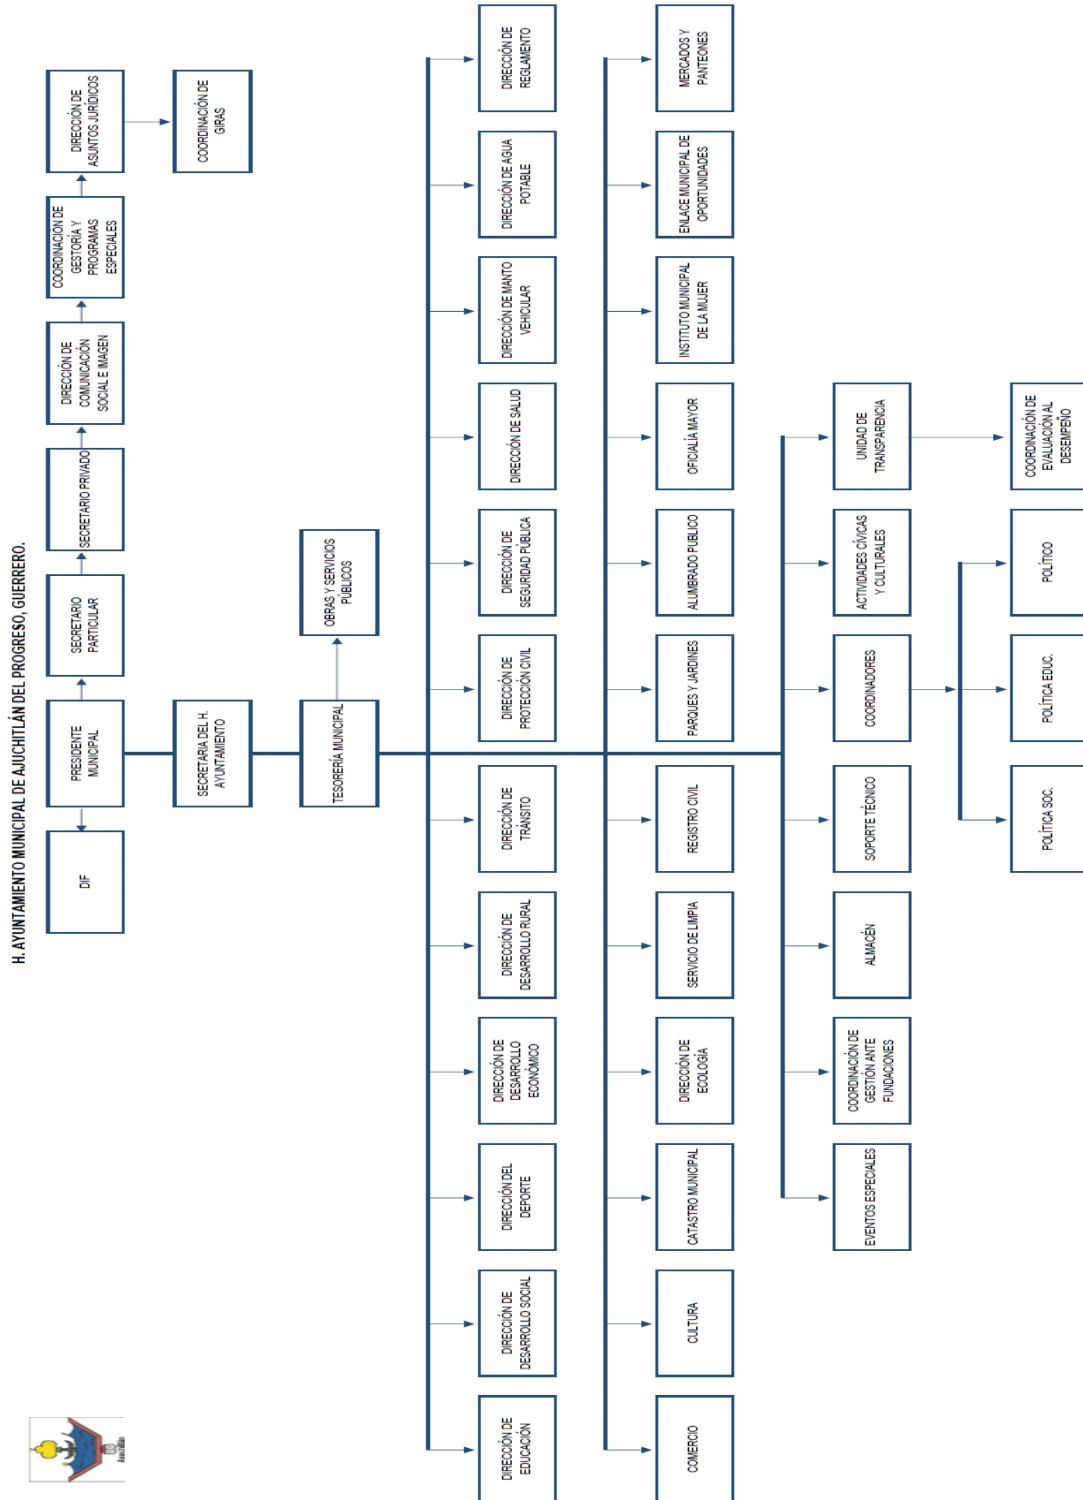 H. AYUNTAMIENTO MUNICIPAL DE AJUCHITLÁN DEL PROGRESO, GUERRERO.
DIF
PRESIDENTE
MUNICIPAL
SECRETARIO
PARTICULAR
SECRETARIO PRIVADO
DIRECCIÓN DE
COMUNICACIÓN
SOCIAL E IMAGEN
COORDINACIÓN DE
GESTORÍA Y
PROGRAMAS
ESPECIALES
DIRECCIÓN DE
ASUNTOS JURÍDICOS
SECRETARIA DEL H.
AYUNTAMIENTO
COORDINACIÓN DE
GIRAS
TESORERÍA MUNICIPAL
OBRAS Y SERVICIOS
PÚBLICOS
DIRECCIÓN DE
EDUCACIÓN
DIRECCIÓN DE
DESARROLLO SOCIAL
DIRECCIÓN DEL
DEPORTE
DIRECCIÓN DE
DESARROLLO
ECONÓMICO
DIRECCIÓN DE
DESARROLLO RURAL
DIRECCIÓN DE
TRÁNSITO
DIRECCIÓN DE
PROTECCIÓN CIVIL
DIRECCIÓN DE
SEGURIDAD PÚBLICA
DIRECCIÓN DE SALUD
DIRECCIÓN DE MANTO
VEHICULAR
DIRECCIÓN DE AGUA
POTABLE
DIRECCIÓN DE
REGLAMENTO
COMERCIO
CULTURA
CATASTRO MUNICIPAL
DIRECCIÓN DE
ECOLOGÍA
SERVICIO DE LIMPIA
REGISTRO CIVIL
PARQUES Y JARDINES
ALUMBRADO PUBLICO
OFICIALÍA MAYOR
INSTITUTO MUNICIPAL
DE LA MUJER
ENLACE MUNICIPAL DE
OPORTUNIDADES
MERCADOS Y
PANTEONES
EVENTOS ESPECIALES
COORDINACIÓN DE
GESTIÓN ANTE
FUNDACIONES
ALMACÉN
SOPORTE TÉCNICO
COORDINADORES
ACTIVIDADES CÍVICAS
Y CULTURALES
UNIDAD DE
TRANSPARENCIA
POLÍTICA SOC.
POLÍTICA EDUC.
POLÍTICO
COORDINACIÓN DE
EVALUACIÓN AL
DESEMPEÑO